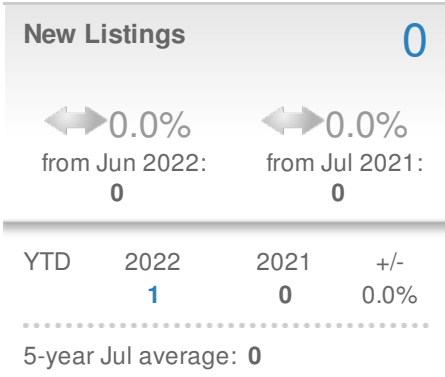 New Listings 0
0.0% 0.0%
from Jun 2022: from Jul 2021:
0 0
YTD 2022 2021 +/-
1 0 0.0%
5-year Jul average: 0